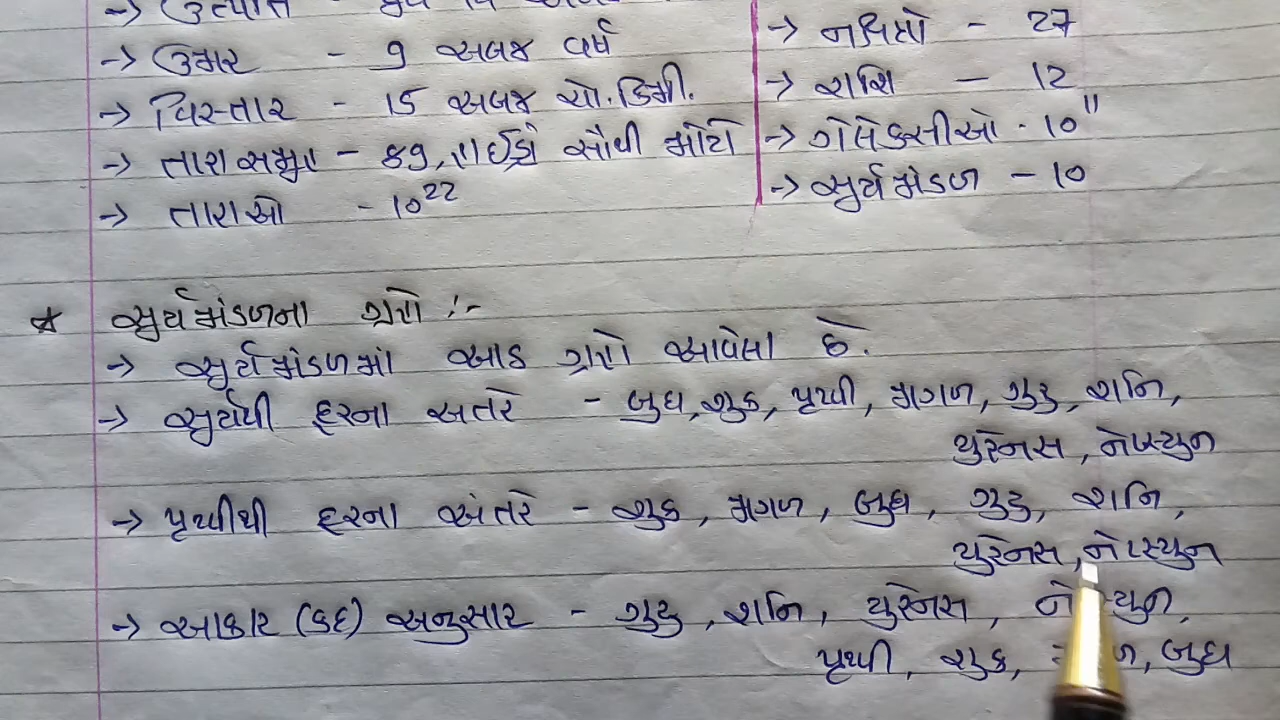 → ઉત્પત્તિ -
→ ઉંમર - 9 અબજ વર્ષ
→ વિસ્તાર - 15 અબજ ચો. કિમી.
→ તારા સમુહ - 89, હાઈડ્રો સૌથી મોટો
→ તારાઓ - 10²²
→ નક્ષત્રો - 27
→ રાશિ - 12
→ ગેલેક્સીઓ - 10¹¹
→ સુર્યમંડળ - 10
* સુર્યમંડળના ગ્રહો :-
→ સુર્યમંડળમાં આઠ ગ્રહો આવેલા છે.
→ સુર્યથી દૂરના અંતરે - બુધ, શુક્ર, પૃથ્વી, મંગળ, ગુરુ, શનિ,
યુરેનસ, નેપ્ચ્યુન
→ પૃથ્વીથી દૂરના અંતરે - શુક્ર, મંગળ, બુધ, ગુરુ, શનિ,
યુરેનસ, નેપ્ચ્યુન
→ આકાર (કદ) અનુસાર - ગુરુ, શનિ, યુરેનસ,
પૃથ્વી, શુક્ર, બુધ